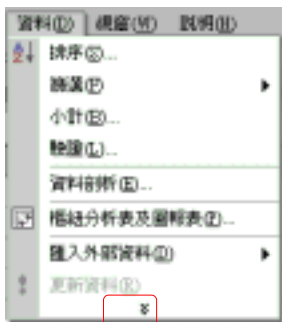 資料(D) 視窗(W) 說明(H)
排序(S)...
篩選(F)
小計(B)...
驗證(L)...
資料剖析(E)...
樞紐分析表及圖報表(P)...
匯入外部資料(D)
更新資料(R)